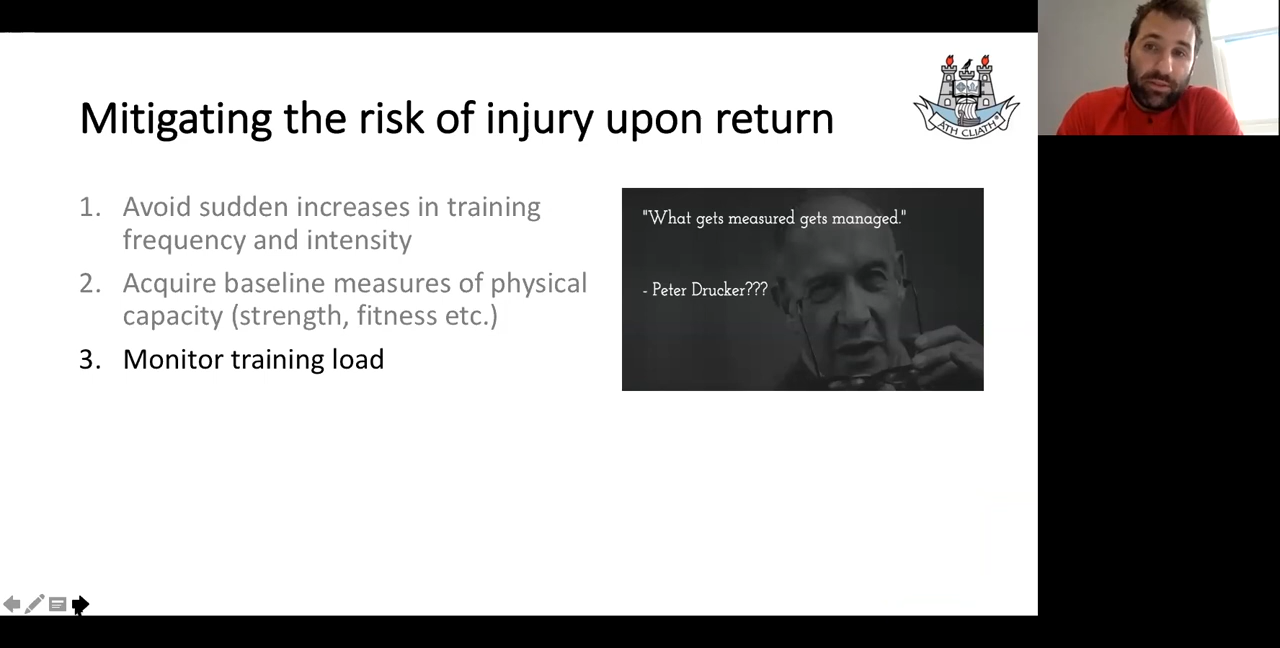 Mitigating the risk of injury upon return
ÁTH CLIATH
1. Avoid sudden increases in training
frequency and intensity
2. Acquire baseline measures of physical
capacity (strength, fitness etc.)
3. Monitor training load
"What gets measured gets managed."
- Peter Drucker???